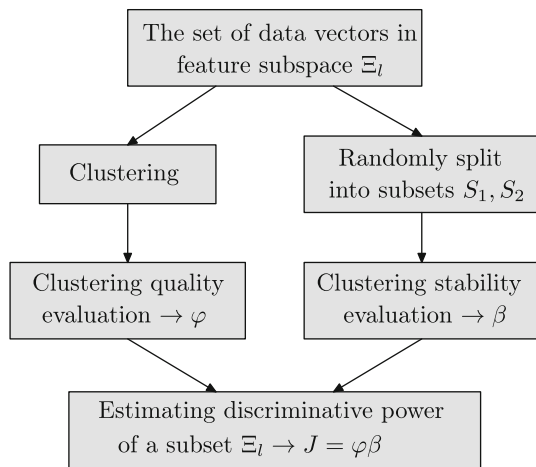 The set of data vectors in
feature subspace Ξ_l
Clustering
Randomly split
into subsets S_1, S_2
Clustering quality
evaluation → φ
Clustering stability
evaluation → β
Estimating discriminative power
of a subset Ξ_l → J = φβ